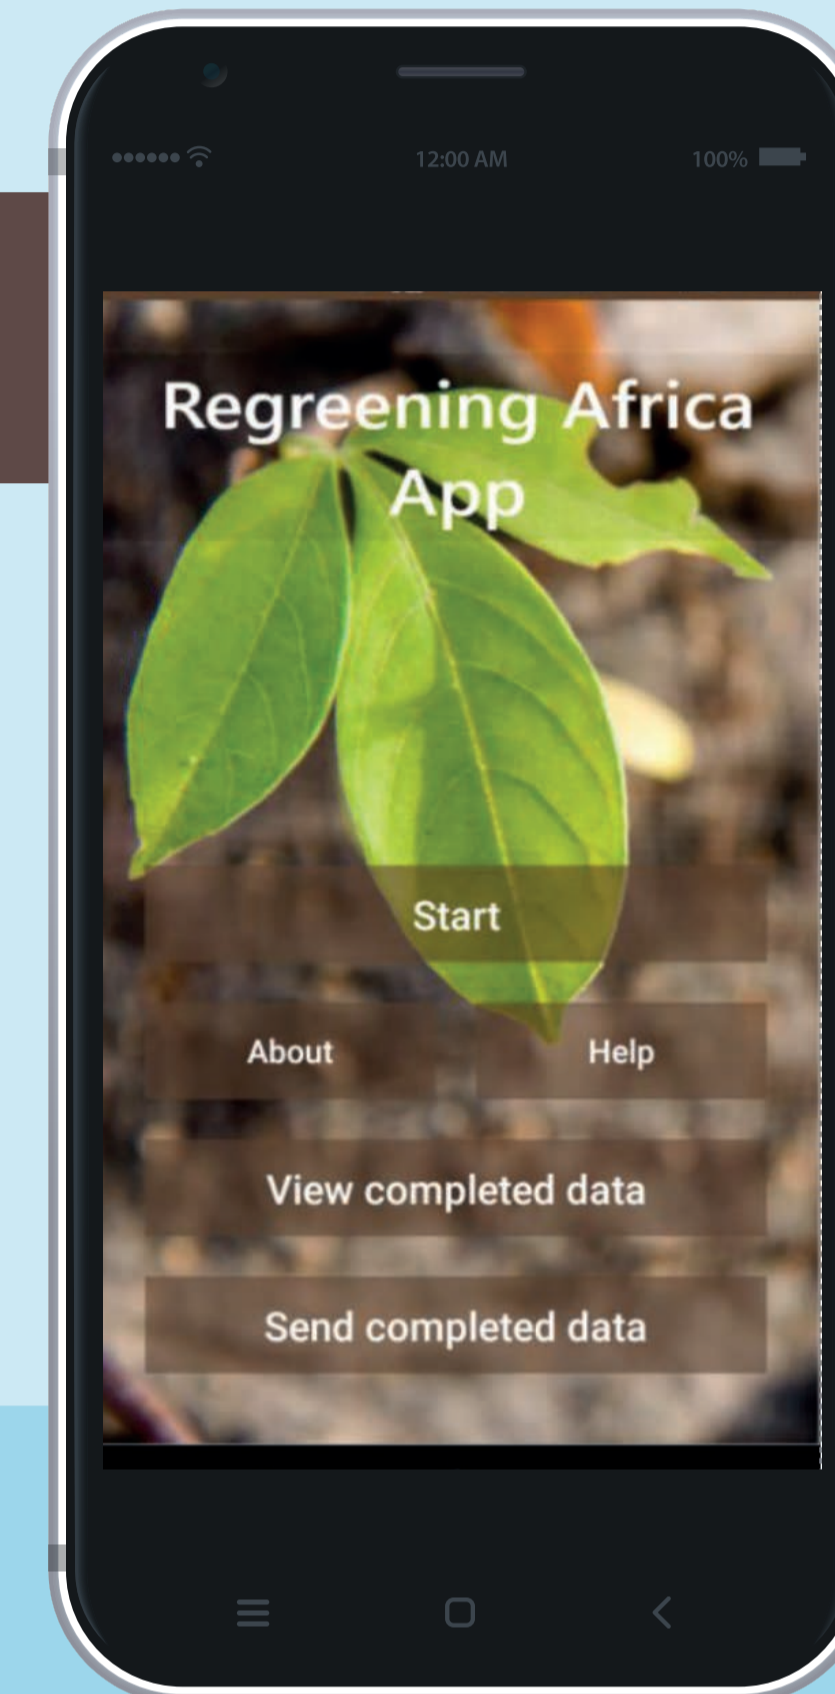 12:00 AM 100%
Regreening Africa
App
Start
About Help
View completed data
Send completed data